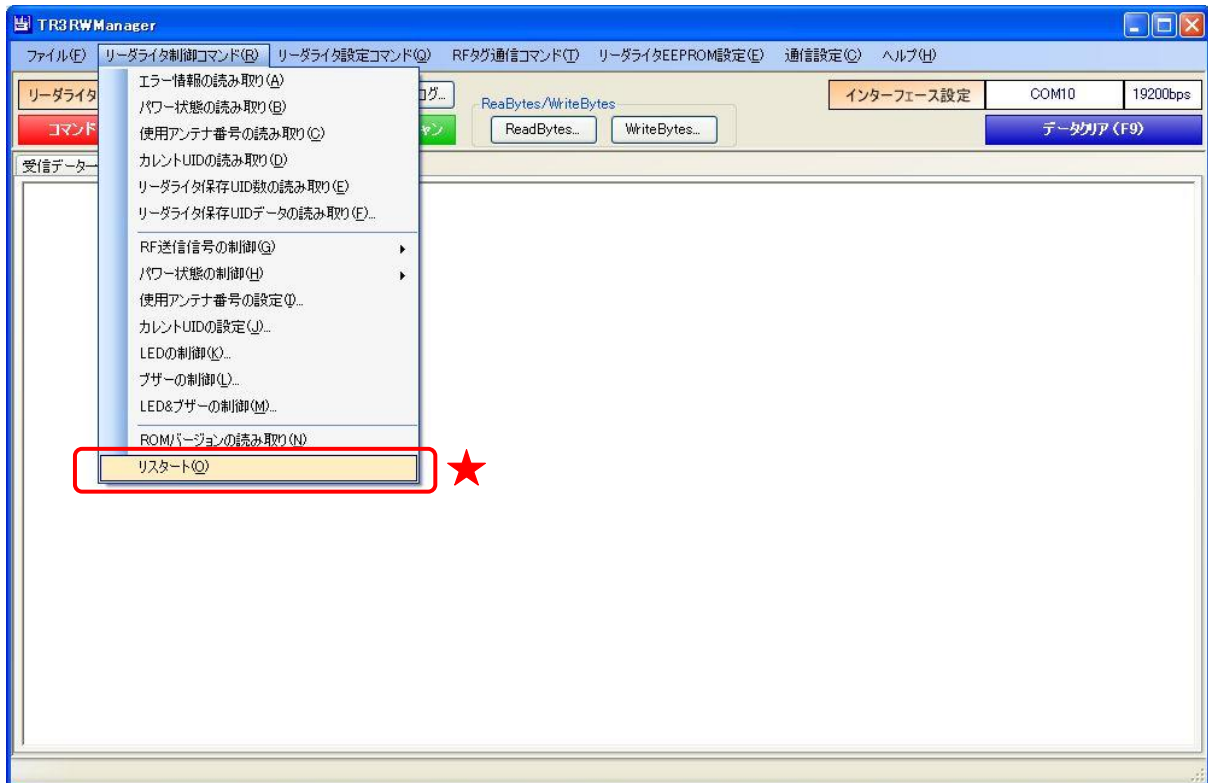 TR3RWManager
ファイル(F) リーダライタ制御コマンド(R) リーダライタ設定コマンド(Q) RFタグ通信コマンド(T) リーダライタEEPROM設定(E) 通信設定(C) ヘルプ(H)
リーダライタ
コマンド
ログ...
ReaBytes/WriteBytes
ReadBytes...
WriteBytes...
インターフェース設定
COM10
19200bps
データクリア(F9)
受信データ
エラー情報の読み取り(A)
パワー状態の読み取り(B)
使用アンテナ番号の読み取り(C)
カレントUIDの読み取り(D)
リーダライタ保存UID数の読み取り(E)
リーダライタ保存UIDデータの読み取り(F)...
RF送信信号の制御(G)
パワー状態の制御(H)
使用アンテナ番号の設定(I)...
カレントUIDの設定(J)...
LEDの制御(K)...
ブザーの制御(L)...
LED&ブザーの制御(M)...
ROMバージョンの読み取り(N)
リスタート(O)